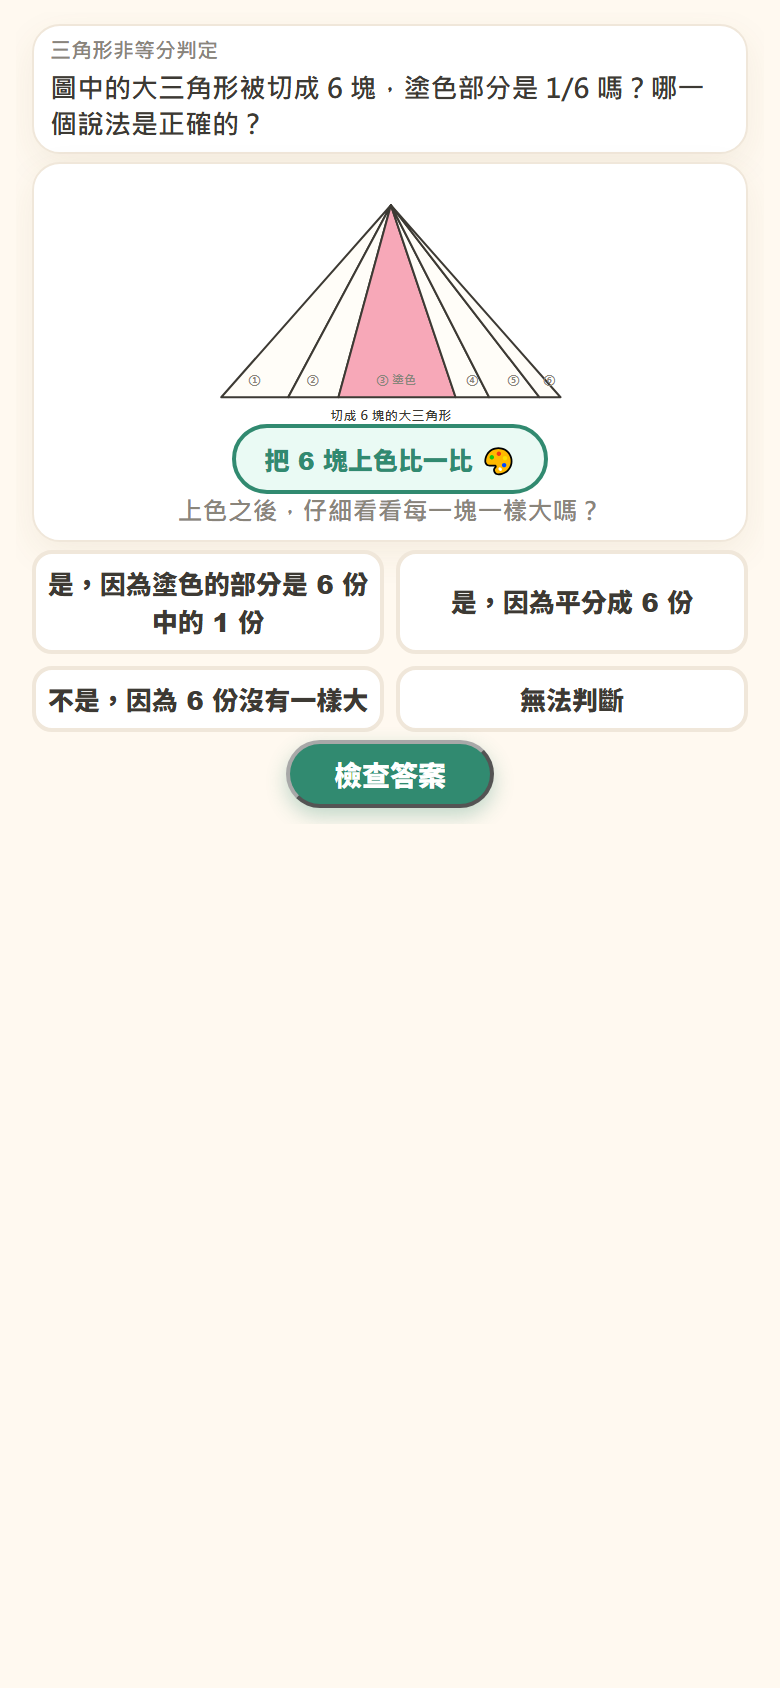 三角形非等分判定
圖中的大三角形被切成 6 塊，塗色部分是 1/6 嗎？哪一
個說法是正確的？
① ② ③ 塗色 ④ ⑤ ⑥
切成 6 塊的大三角形
把 6 塊上色比一比 🎨
上色之後，仔細看看每一塊一樣大嗎？
是，因為塗色的部分是 6 份
中的 1 份
是，因為平分成 6 份
不是，因為 6 份沒有一樣大
無法判斷
檢查答案